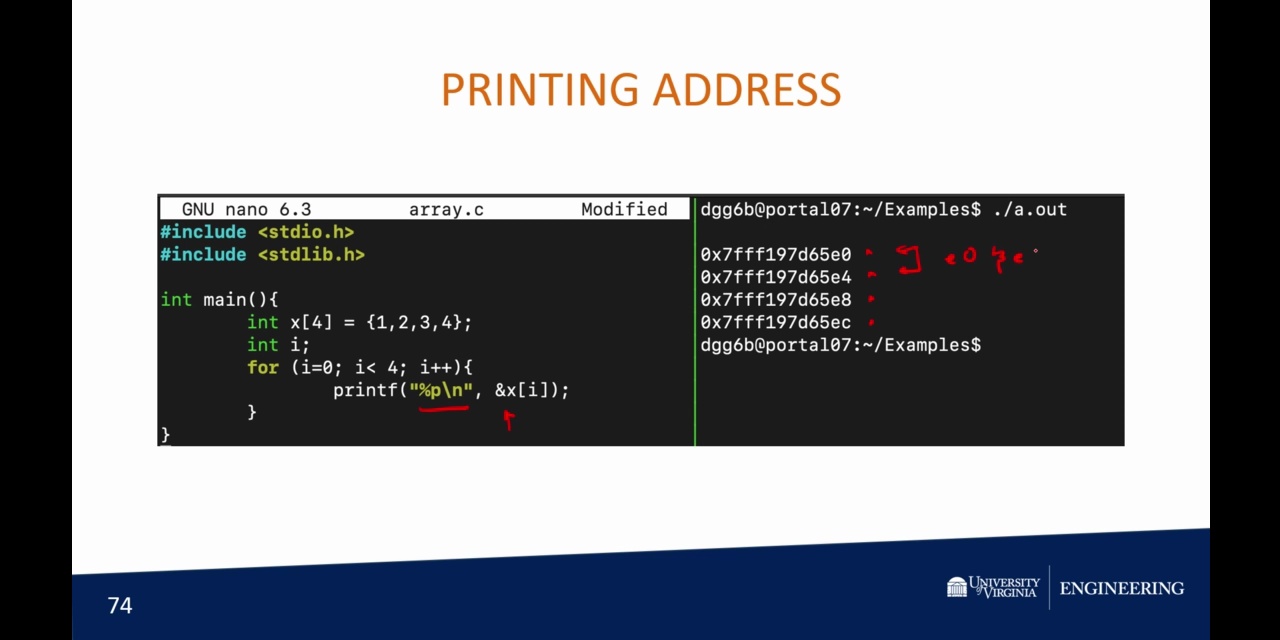 PRINTING ADDRESS
GNU nano 6.3 array.c Modified
#include <stdio.h>
#include <stdlib.h>
int main(){
int x[4] = {1,2,3,4};
int i;
for (i=0; i< 4; i++){
printf("%p\n", &x[i]);
}
}
dgg6b@portal07:~/Examples$ ./a.out
0x7fff197d65e0
0x7fff197d65e4
0x7fff197d65e8
0x7fff197d65ec
dgg6b@portal07:~/Examples$
e0
74
UNIVERSITY of VIRGINIA
ENGINEERING